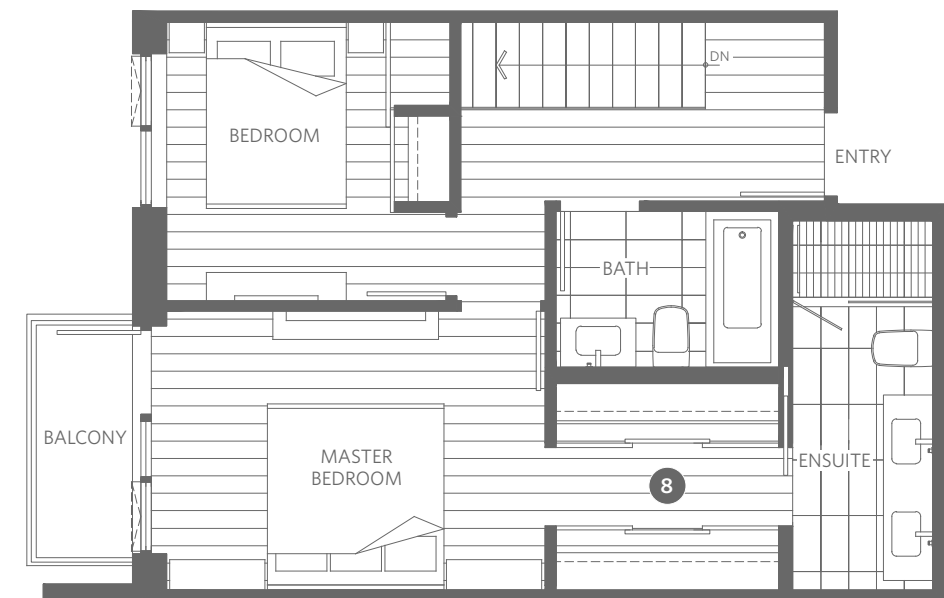 DN
BEDROOM
ENTRY
BATH
BALCONY
MASTER
BEDROOM
8
ENSUITE